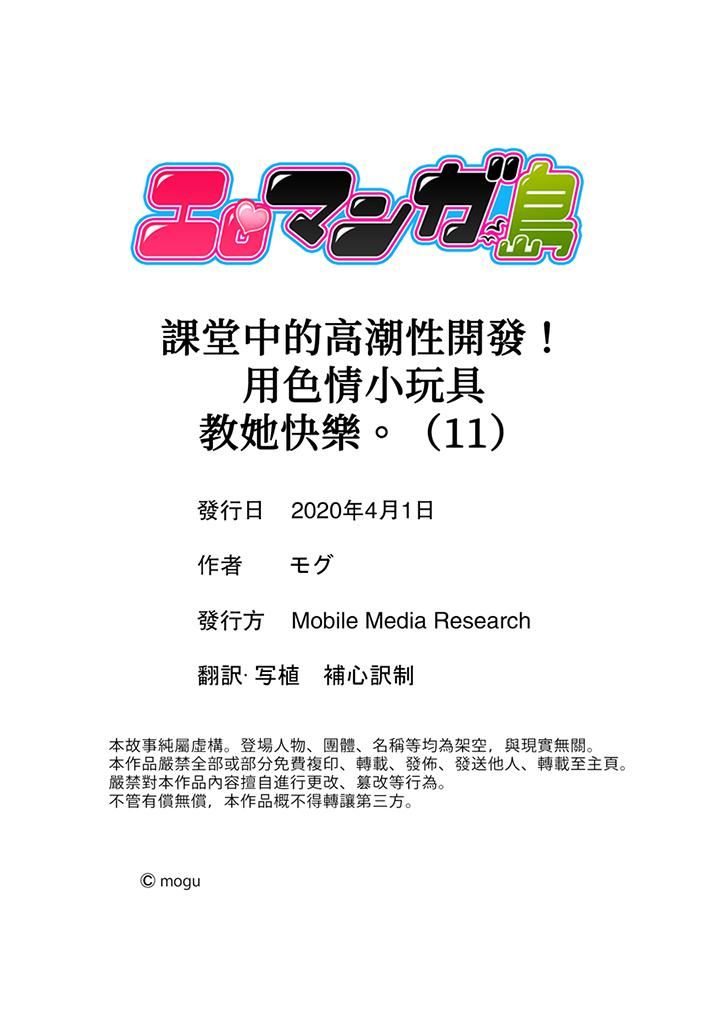 エロマンガ島
課堂中的高潮性開發！
用色情小玩具
教她快樂。（11）
發行日　2020年4月1日
作者　　モグ
發行方　Mobile Media Research
翻訳· 写植　補心訳制
本故事純屬虛構。登場人物、團體、名稱等均為架空，與現實無關。
本作品嚴禁全部或部分免費複印、轉載、發佈、發送他人、轉載至主頁。
嚴禁對本作品內容擅自進行更改、篡改等行為。
不管有償無償，本作品概不得轉讓第三方。
© mogu